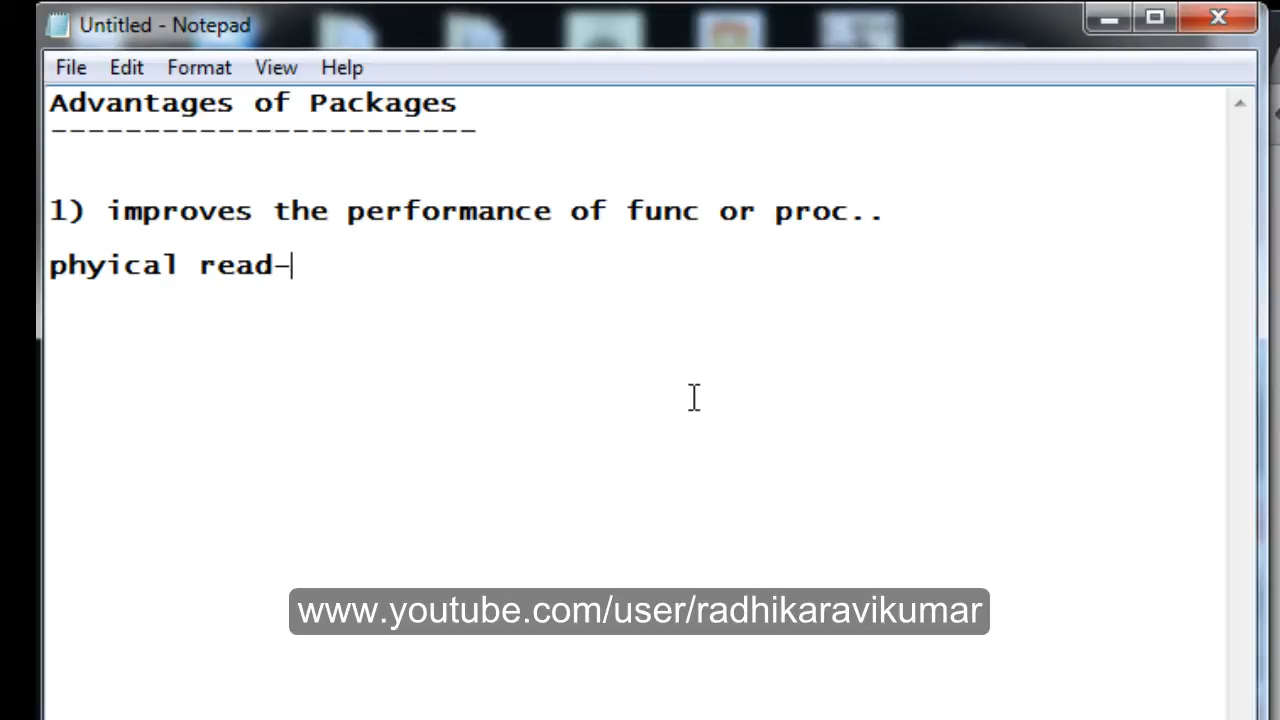 Untitled - Notepad
File Edit Format View Help
Advantages of Packages
-----------------------
1) improves the performance of func or proc..
phyical read-
www.youtube.com/user/radhikaravikumar